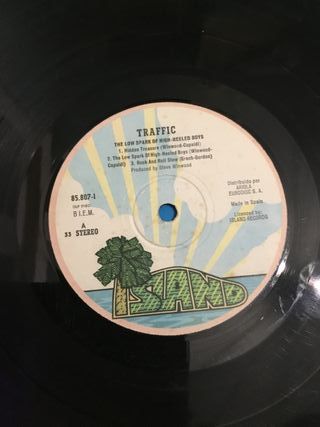 TRAFFIC
THE LOW SPARK OF HIGH-HEELED BOYS
1. Hidden Treasure (Winwood-Capaldi)
2. The Low Spark Of High-Heeled Boys (Winwood-
Capaldi) 3. Rock And Roll Stew (Grech-Gordon)
Produced by Steve Winwood
85.807-I
B I.E.M.
A
33 STEREO
Distribuido por
ARIOLA
EURODISC S. A.
Made in Spain
Licenced by:
ISLAND RECORDS
ISLAND